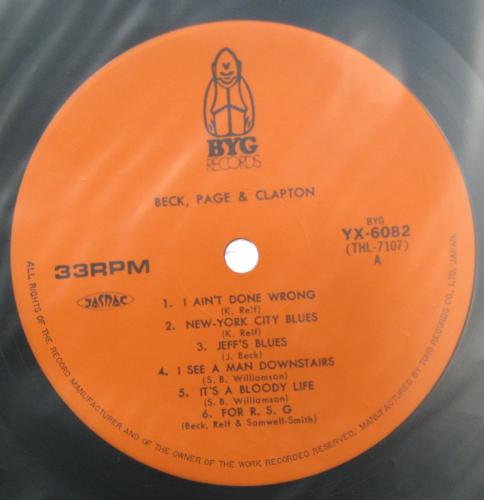 BYG
RECORDS
BECK, PAGE & CLAPTON
BYG
YX-6082
(THL-7107)
A
33RPM
JASRAC
1. I AIN'T DONE WRONG
(K. Relf)
2. NEW-YORK CITY BLUES
(K. Relf)
3. JEFF'S BLUES
(J. Beck)
4. I SEE A MAN DOWNSTAIRS
(S. B. Williamson)
5. IT'S A BLOODY LIFE
(S. B. Williamson)
6. FOR R. S. G
(Beck, Relf & Samwell-Smith)
ALL RIGHTS OF THE RECORD MANUFACTURER AND OF THE OWNER OF THE WORK RECORDED RESERVED. MANUFACTURED BY TOHO RECORDS CO., LTD, JAPAN.